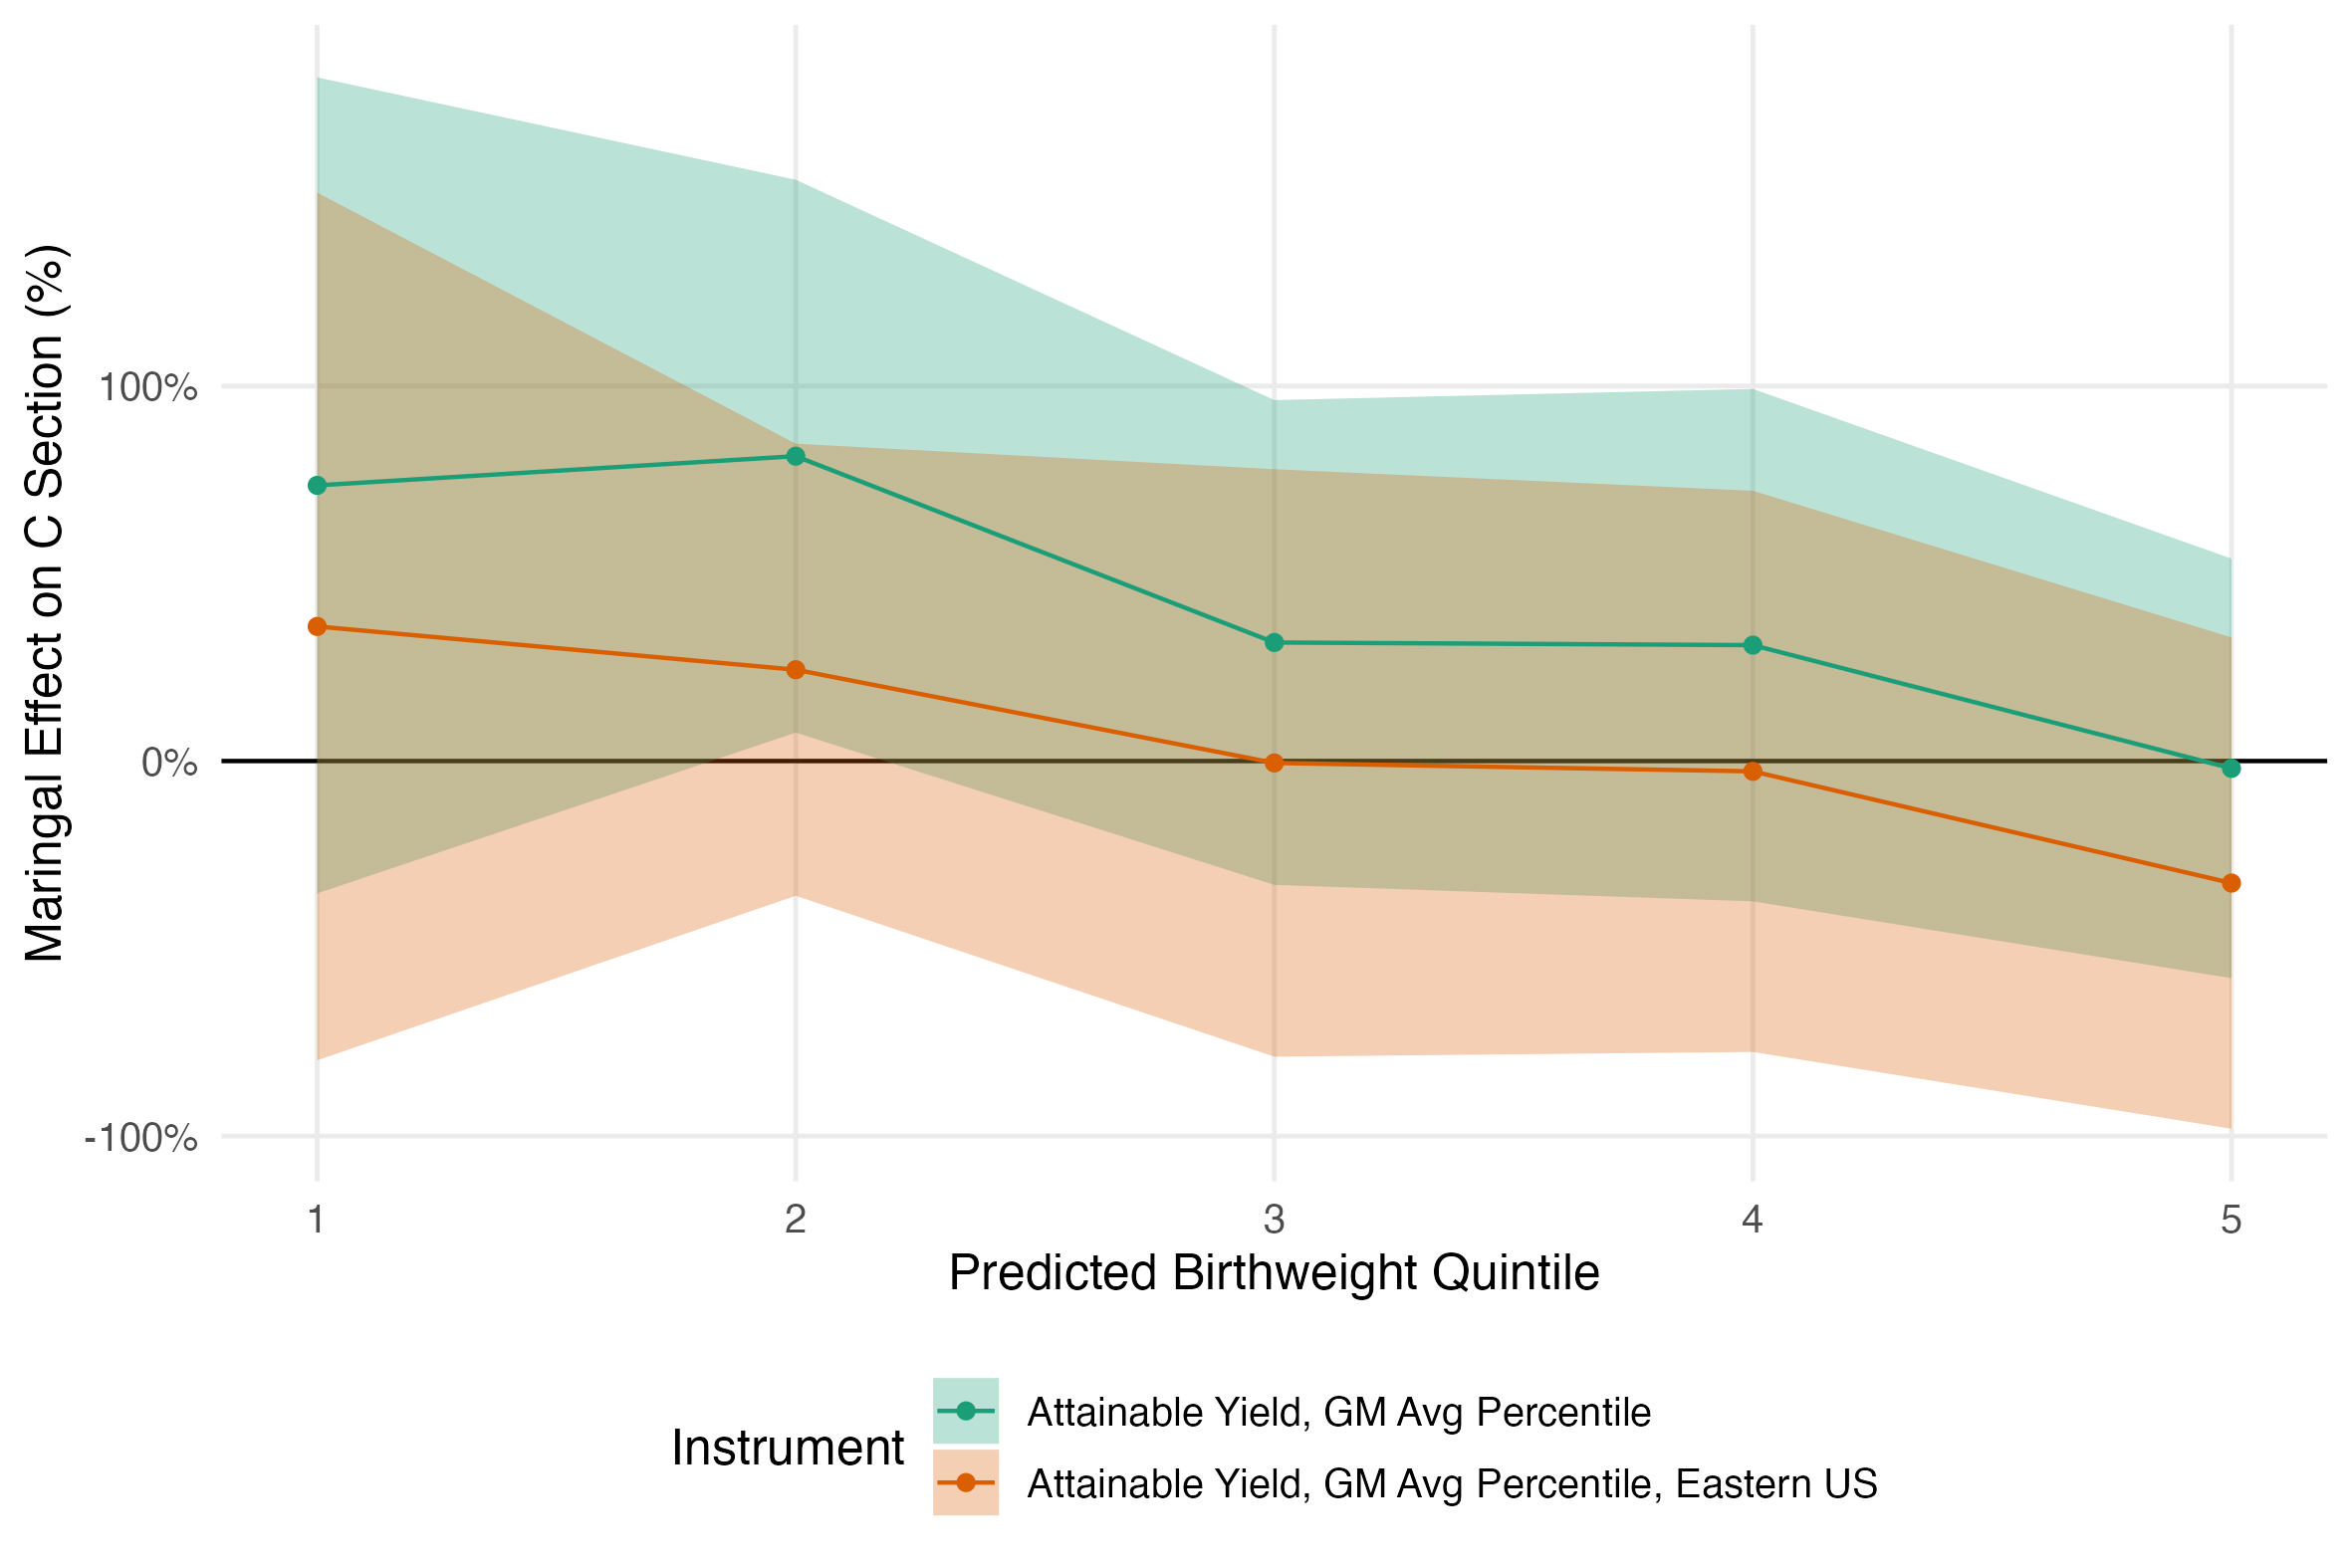 Maringal Effect on C Section (%)
100%
0%
-100%
1 2 3 4 5
Predicted Birthweight Quintile
Instrument
Attainable Yield, GM Avg Percentile
Attainable Yield, GM Avg Percentile, Eastern US